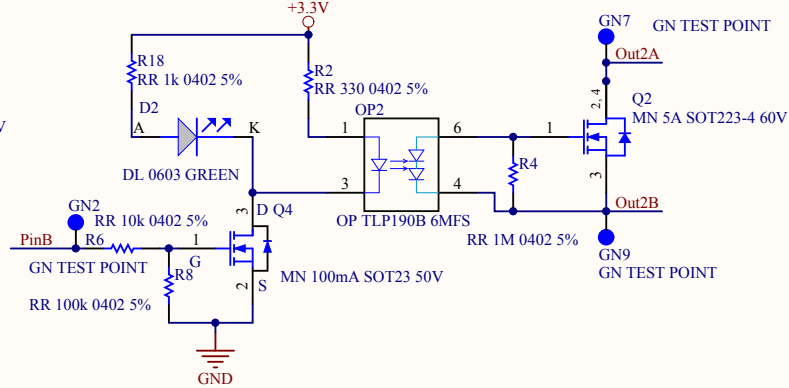 +3.3V
GN7
GN TEST POINT
Out2A
R18
RR 1k 0402 5%
R2
RR 330 0402 5%
D2
OP2
2, 4
Q2
MN 5A SOT223-4 60V
V
A
K
1
6
1
R4
DL 0603 GREEN
3
4
3
Out2B
GN2
RR 10k 0402 5%
3
D
Q4
OP TLP190B 6MFS
RR 1M 0402 5%
PinB
R6
1
G
GN9
GN TEST POINT
GN TEST POINT
R8
MN 100mA SOT23 50V
2
S
RR 100k 0402 5%
GND